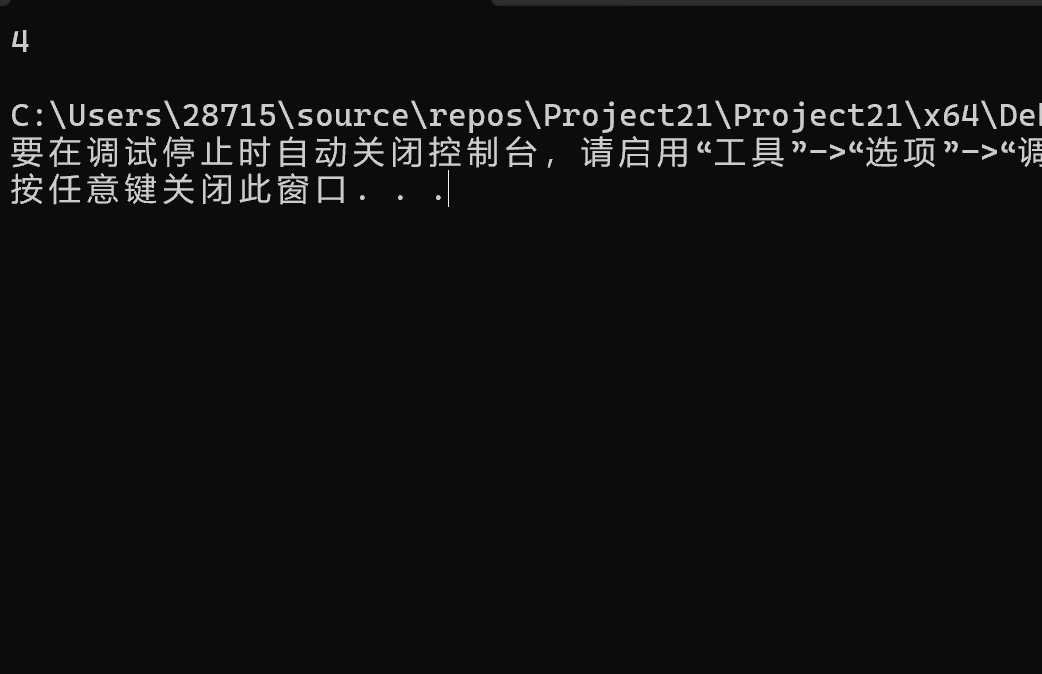 4
C:\Users\28715\source\repos\Project21\Project21\x64\De
要在调试停止时自动关闭控制台，请启用“工具”->“选项”->“调
按任意键关闭此窗口. . .